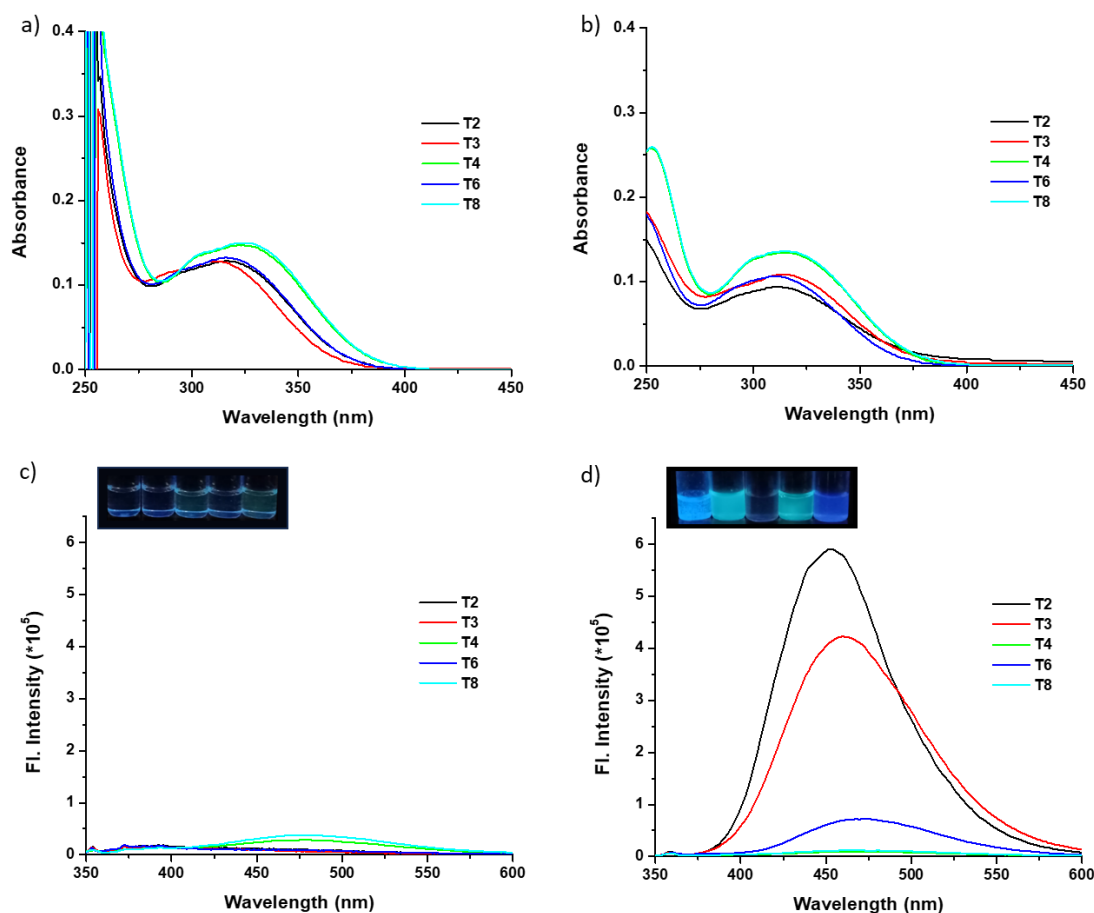 a)
0.4
0.3
0.2
0.1
0.0
Absorbance
T2
T3
T4
T6
T8
250 300 350 400 450
Wavelength (nm)
b)
0.4
0.3
0.2
0.1
0.0
Absorbance
T2
T3
T4
T6
T8
250 300 350 400 450
Wavelength (nm)
c)
6
5
4
3
2
1
0
Fl. Intensity (*10⁵)
T2
T3
T4
T6
T8
350 400 450 500 550 600
Wavelength (nm)
d)
6
5
4
3
2
1
0
Fl. Intensity (*10⁵)
T2
T3
T4
T6
T8
350 400 450 500 550 600
Wavelength (nm)